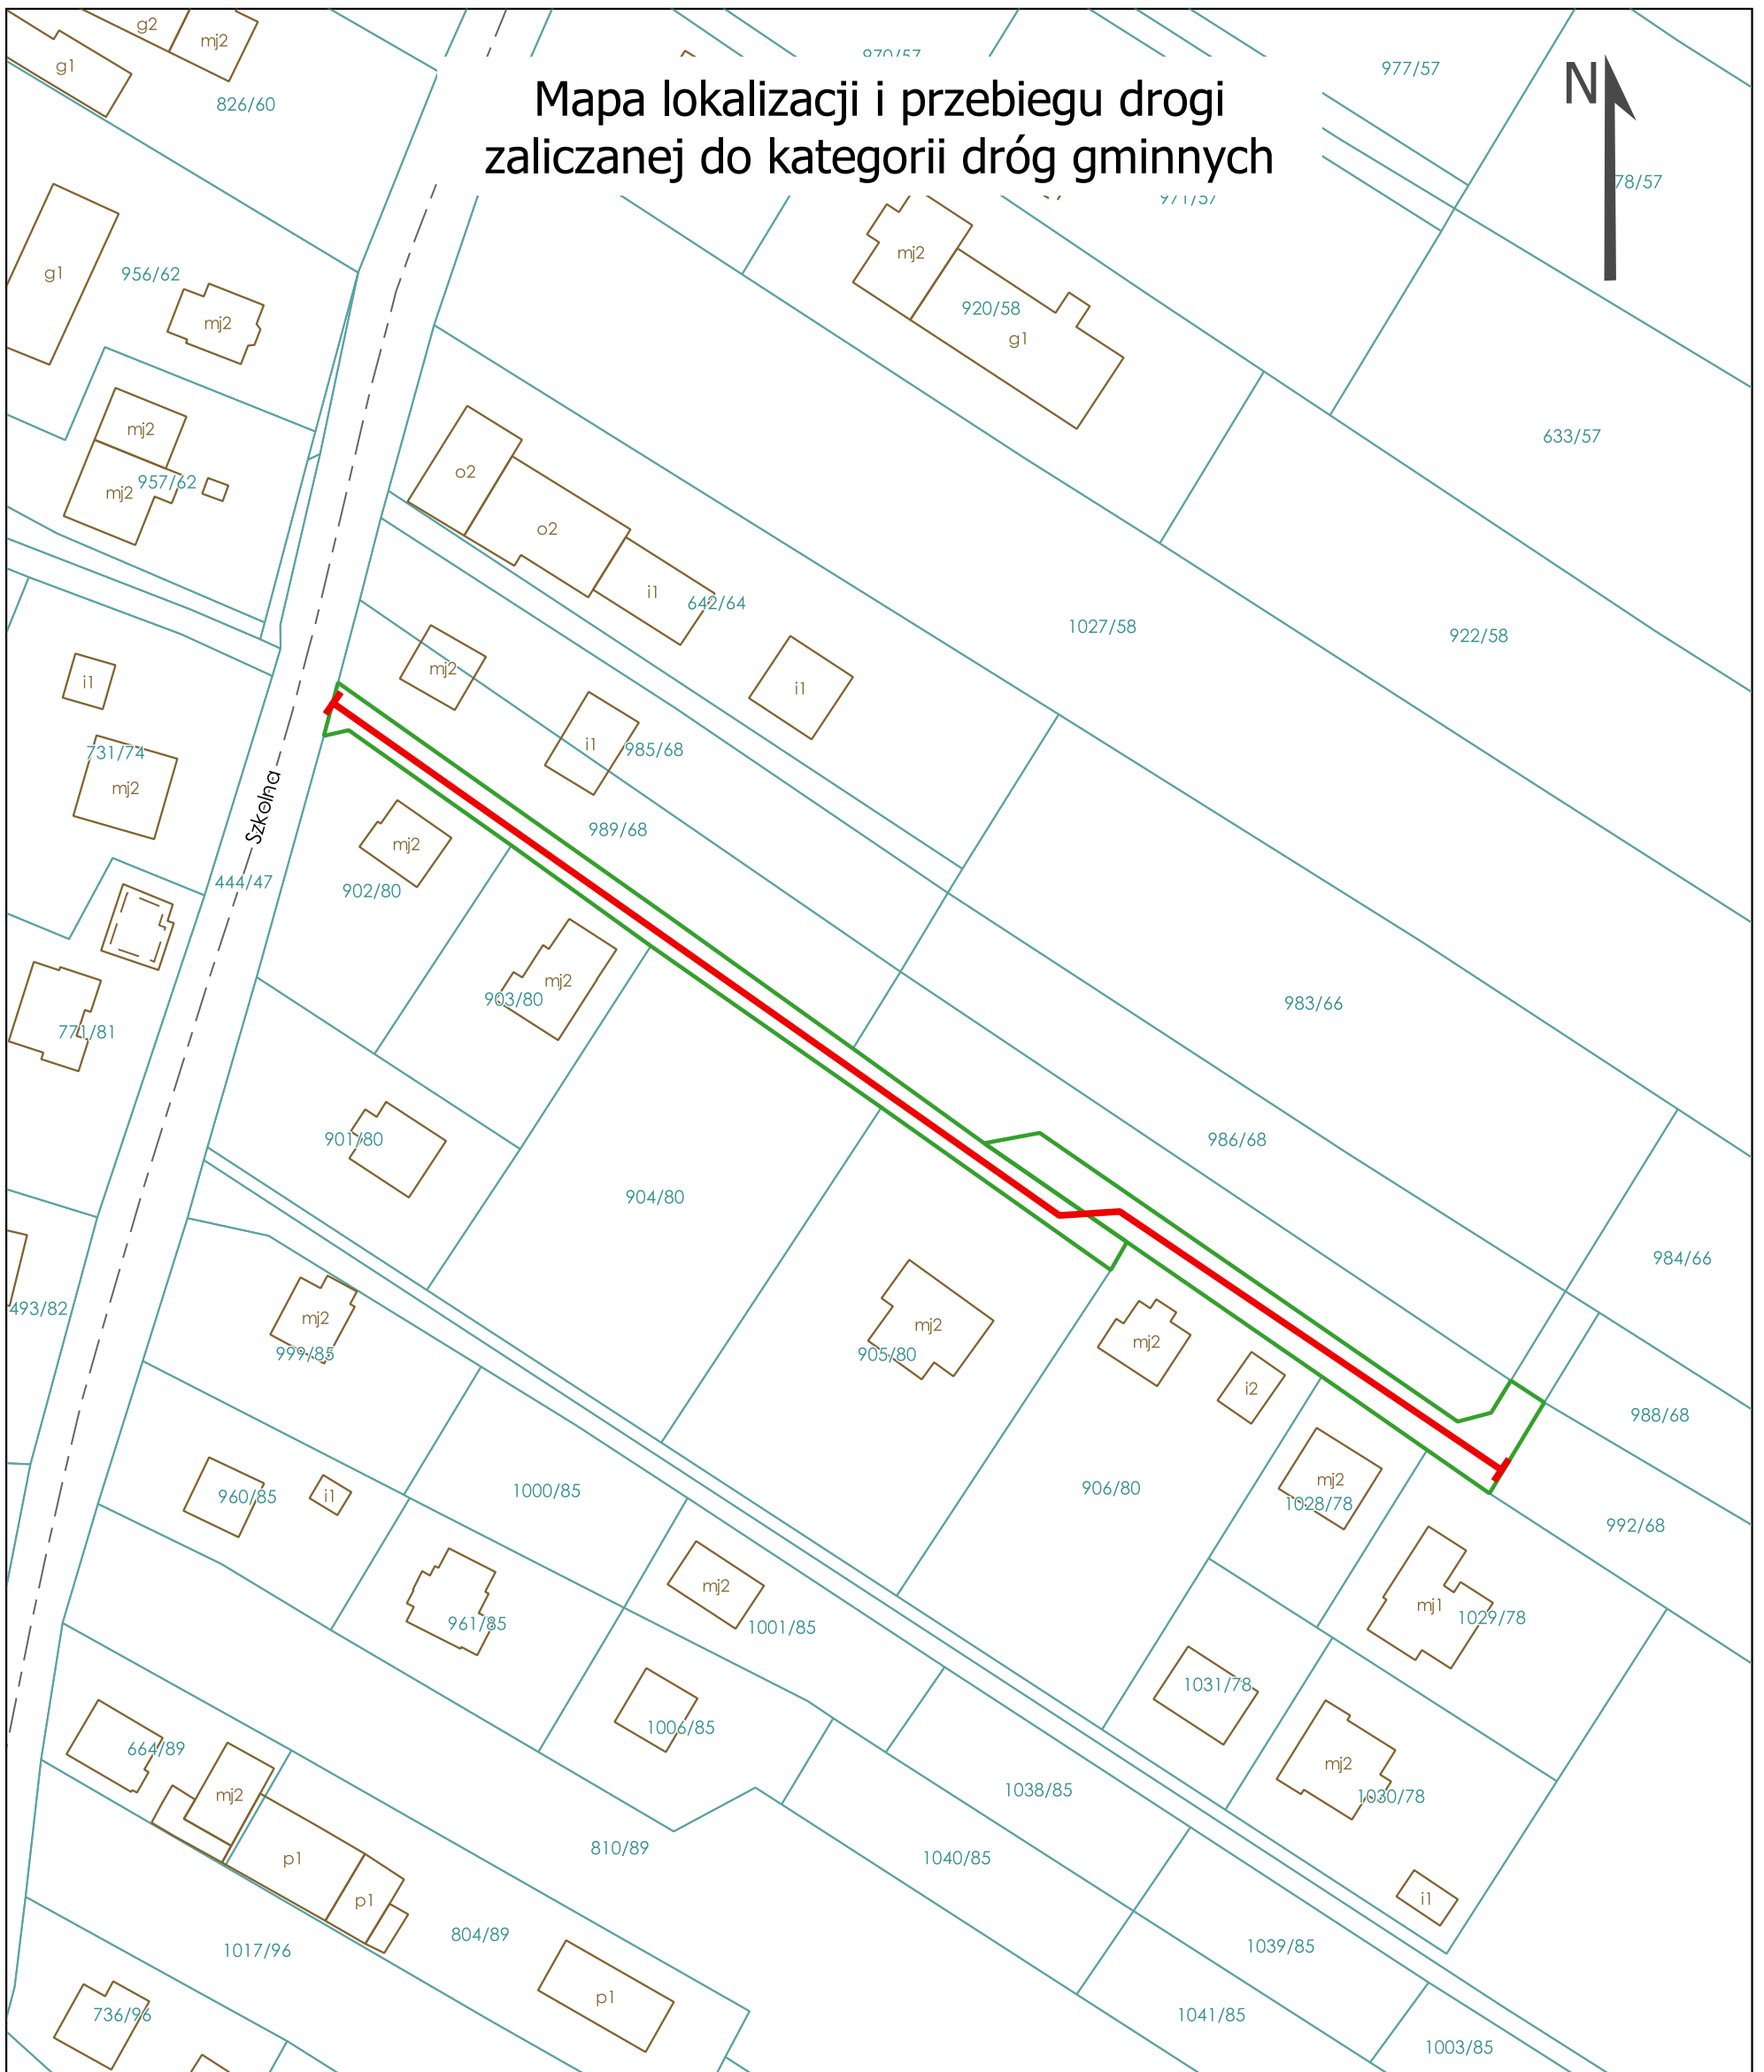 g2
mj2
g1
826/60
970/57
977/57
N
Mapa lokalizacji i przebiegu drogi
zaliczanej do kategorii dróg gminnych
78/57
971/57
mj2
g1
956/62
mj2
920/58
g1
mj2
633/57
o2
957/62
mj2
o2
i1
642/64
1027/58
922/58
mj2
i1
i1
i1
985/68
731/74
mj2
Szkolna
989/68
mj2
444/47
902/80
mj2
903/80
983/66
771/81
901/80
986/68
904/80
984/66
493/82
mj2
999/85
mj2
905/80
mj2
i2
988/68
mj2
960/85
i1
1000/85
906/80
1028/78
992/68
mj2
1001/85
961/85
mj1
1029/78
1031/78
1006/85
664/89
mj2
mj2
1030/78
1038/85
810/89
p1
1040/85
p1
i1
804/89
1017/96
1039/85
p1
736/96
1041/85
1003/85